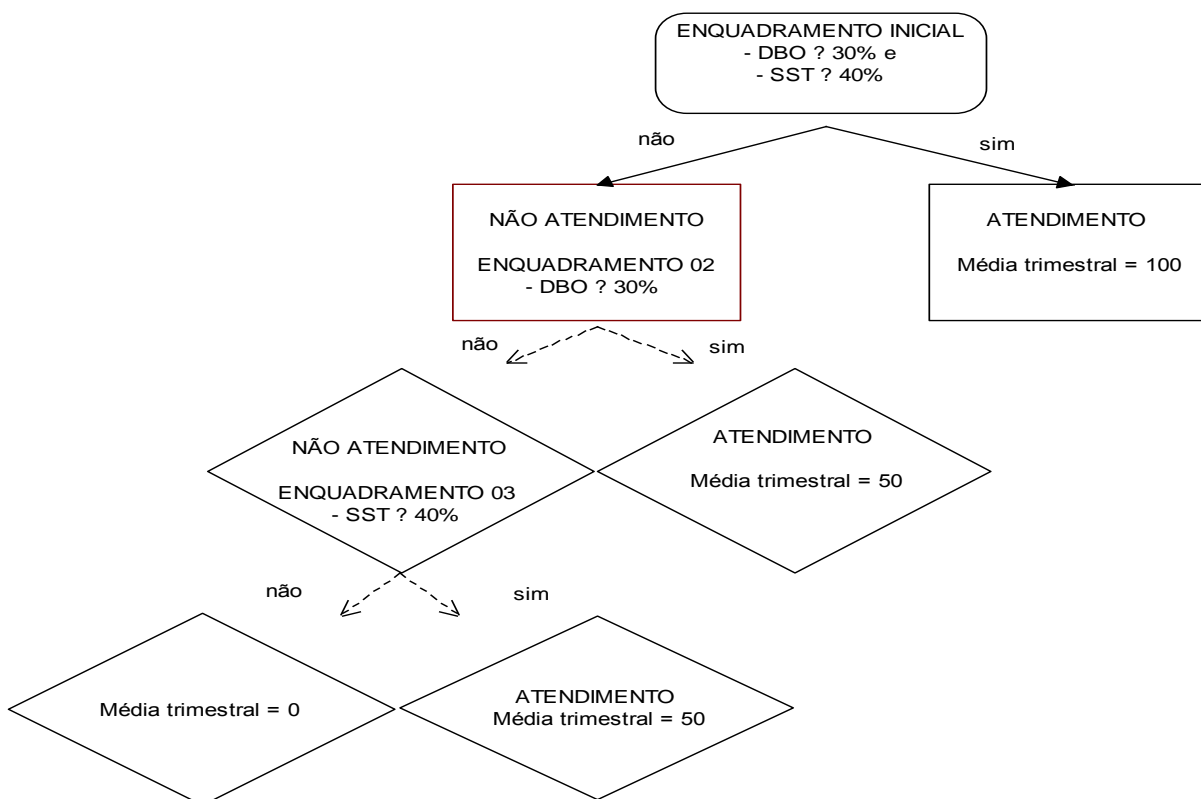 ENQUADRAMENTO INICIAL
- DBO ? 30% e
- SST ? 40%
não
sim
NÃO ATENDIMENTO
ENQUADRAMENTO 02
- DBO ? 30%
ATENDIMENTO
Média trimestral = 100
não
sim
NÃO ATENDIMENTO
ENQUADRAMENTO 03
- SST ? 40%
ATENDIMENTO
Média trimestral = 50
não
sim
Média trimestral = 0
ATENDIMENTO
Média trimestral = 50